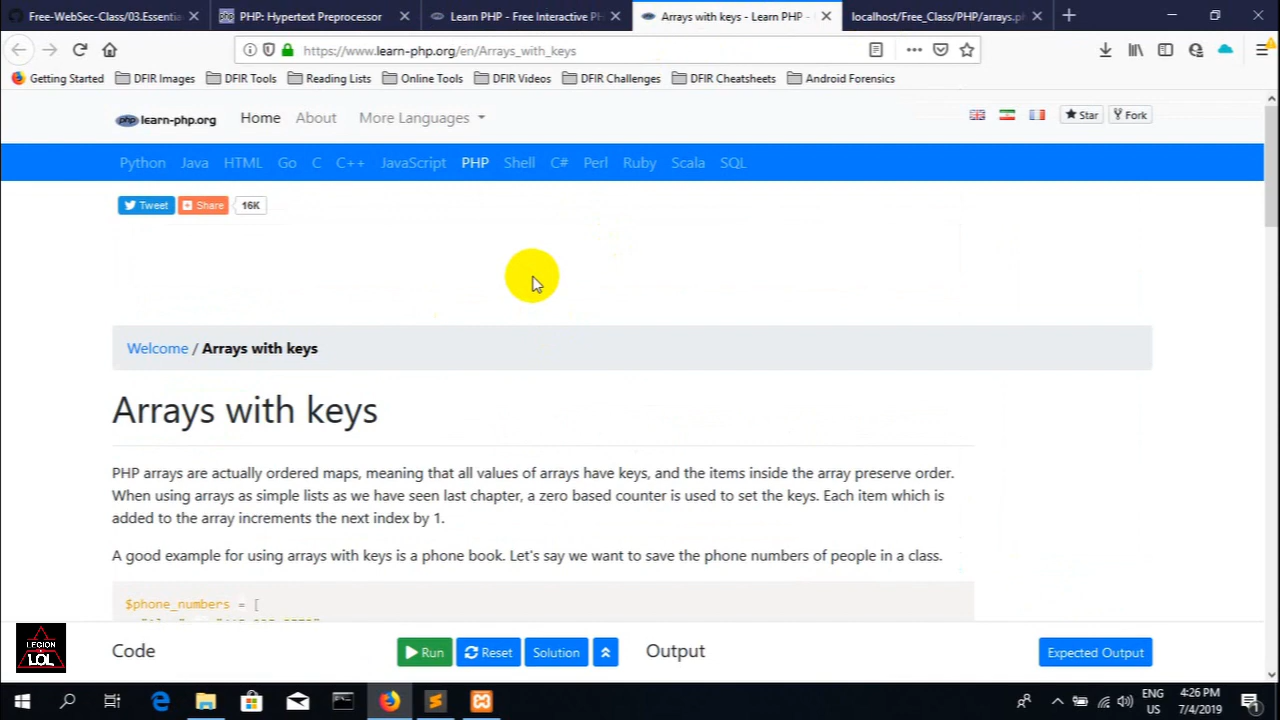 Free-WebSec-Class/03.Essentia
PHP: Hypertext Preprocessor
Learn PHP - Free Interactive PH
Arrays with keys - Learn PHP -
localhost/Free_Class/PHP/arrays.ph
https://www.learn-php.org/en/Arrays_with_keys
Getting Started
DFIR Images
DFIR Tools
Reading Lists
Online Tools
DFIR Videos
DFIR Challenges
DFIR Cheatsheets
Android Forensics
php learn-php.org
Home
About
More Languages
Star
Fork
Python
Java
HTML
Go
C
C++
JavaScript
PHP
Shell
C#
Perl
Ruby
Scala
SQL
Tweet
Share
16K
Welcome / Arrays with keys
Arrays with keys
PHP arrays are actually ordered maps, meaning that all values of arrays have keys, and the items inside the array preserve order.
When using arrays as simple lists as we have seen last chapter, a zero based counter is used to set the keys. Each item which is
added to the array increments the next index by 1.
A good example for using arrays with keys is a phone book. Let's say we want to save the phone numbers of people in a class.
$phone_numbers = [
Code
Run
Reset
Solution
Output
Expected Output
LEGION
LOL
ENG
US
4:26 PM
7/4/2019
1